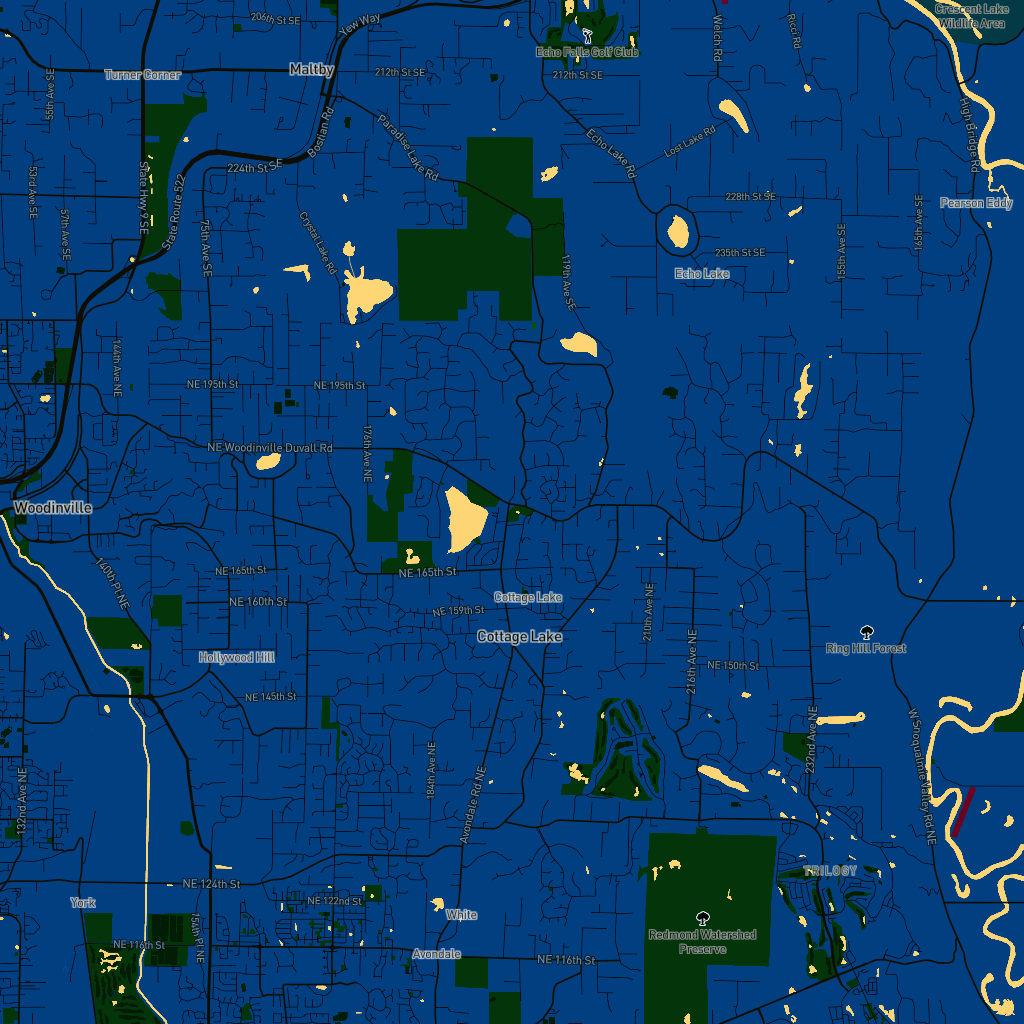 Crescent Lake
Wildlife Area
206th St SE
Yew Way
Welch Rd
Ricci Rd
Echo Falls Golf Club
Turner Corner
Maltby
212th St SE
212th St SE
55th Ave SE
High Bridge Rd
Bostian Rd
Paradise Lake Rd
Echo Lake Rd
Lost Lake Rd
224th St SE
53rd Ave SE
State Hwy 9 SE
State Route 522
228th St SE
Pearson Eddy
57th Ave SE
75th Ave SE
Crystal Lake Rd
165th Ave SE
155th Ave SE
235th St SE
Echo Lake
119th Ave SE
144th Ave NE
NE 195th St
NE 195th St
176th Ave NE
NE Woodinville Duvall Rd
Woodinville
140th Pl NE
NE 165th St
NE 165th St
NE 160th St
NE 159th St
Cottage Lake
Cottage Lake
210th Ave NE
216th Ave NE
Ring Hill Forest
Hollywood Hill
NE 150th St
NE 145th St
232nd Ave NE
W Snoqualmie Valley Rd NE
132nd Ave NE
184th Ave NE
Avondale Rd NE
TRILOGY
NE 124th St
York
NE 122nd St
White
154th Pl NE
NE 116th St
Avondale
NE 116th St
Redmond Watershed
Preserve